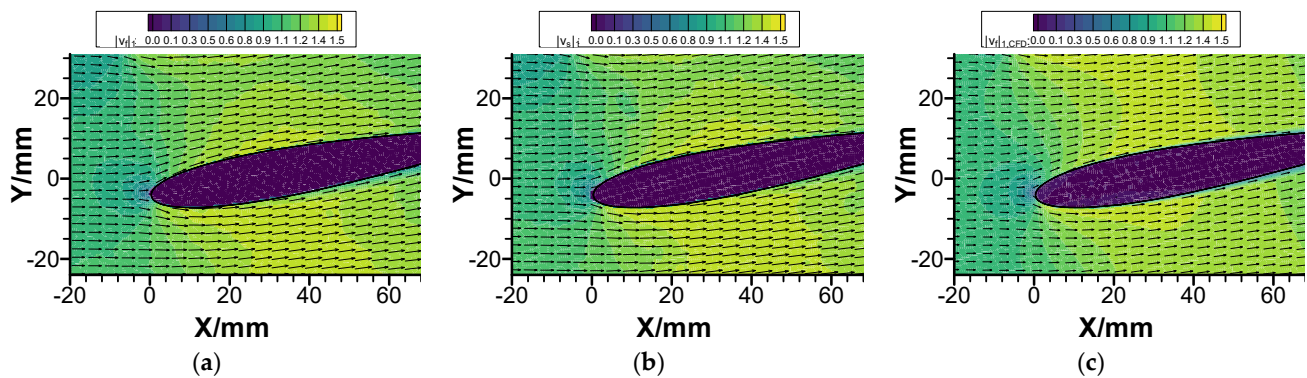 |v_f|_1: 0.0 0.1 0.3 0.5 0.6 0.8 0.9 1.1 1.2 1.4 1.5
|v_s|_1: 0.0 0.1 0.3 0.5 0.6 0.8 0.9 1.1 1.2 1.4 1.5
|v_f|_1,CFD: 0.0 0.1 0.3 0.5 0.6 0.8 0.9 1.1 1.2 1.4 1.5
Y/mm
20
0
-20
-20 0 20 40 60
X/mm
(a)
Y/mm
20
0
-20
-20 0 20 40 60
X/mm
(b)
Y/mm
20
0
-20
-20 0 20 40 60
X/mm
(c)